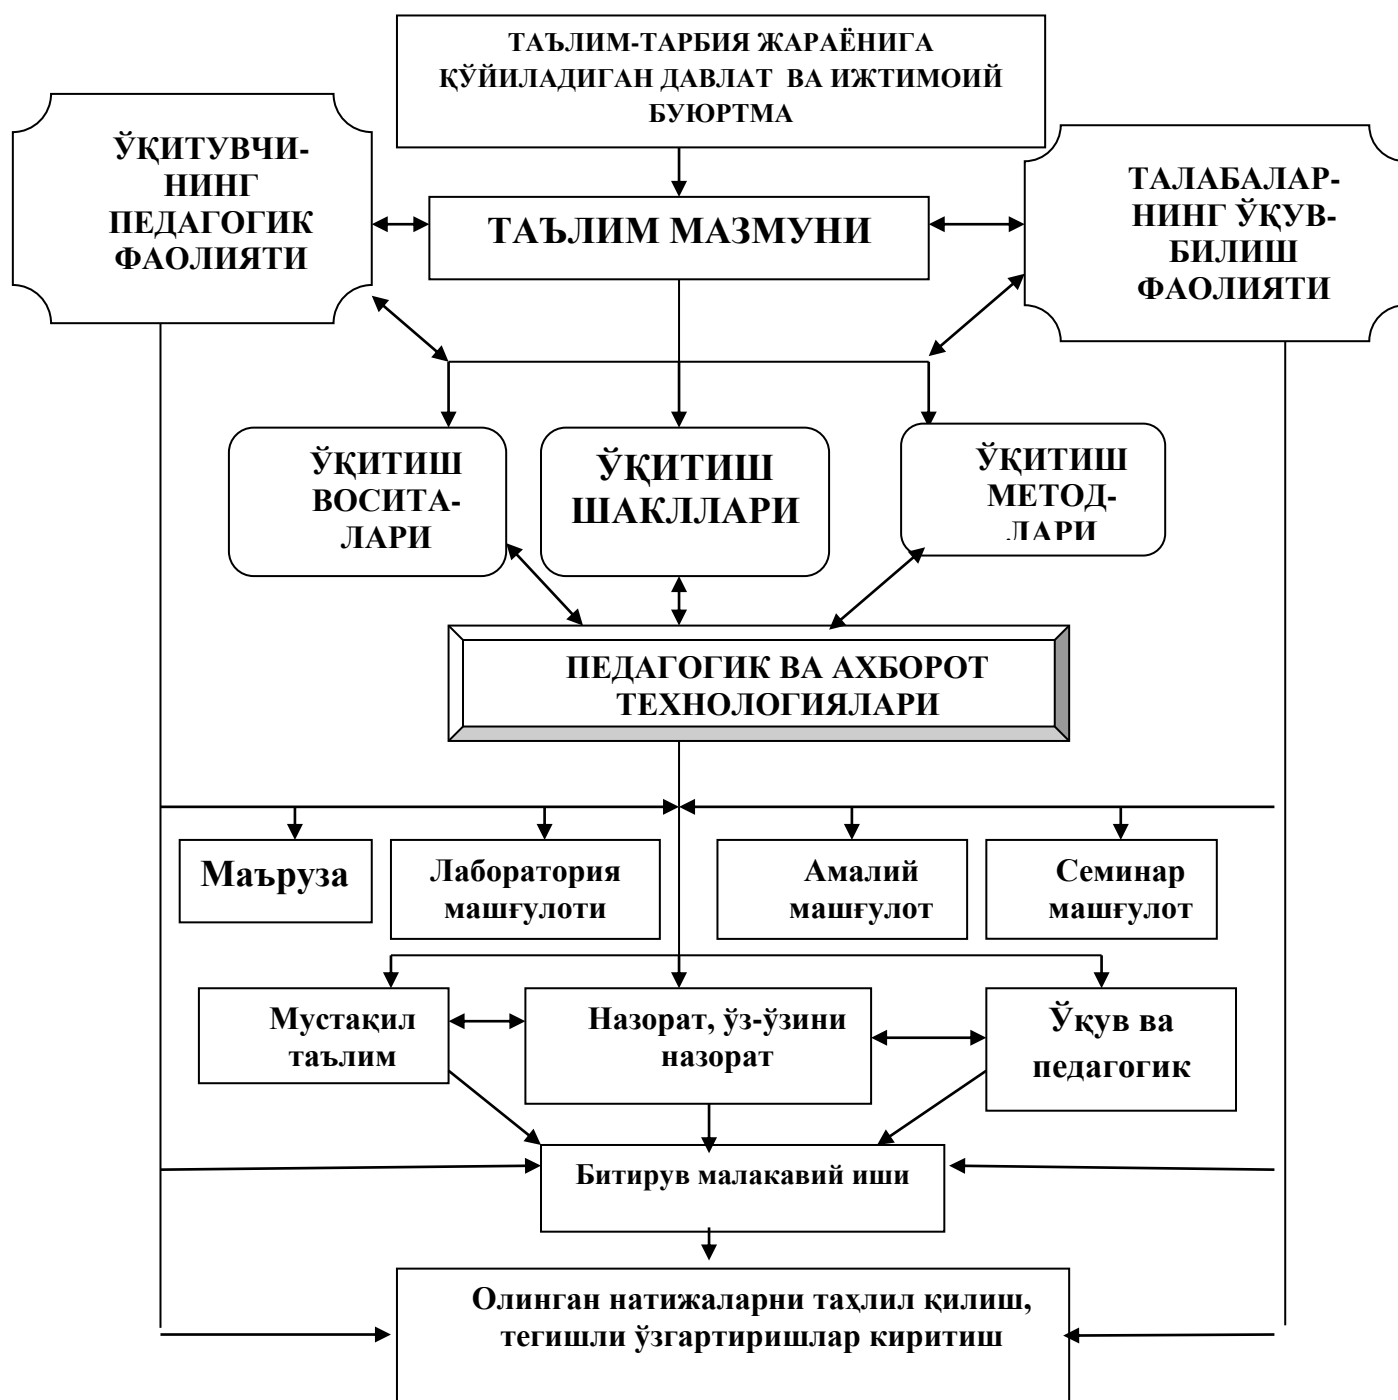 ТАЪЛИМ-ТАРБИЯ ЖАРАЁНИГА
ҚЎЙИЛАДИГАН ДАВЛАТ ВА ИЖТИМОИЙ
БУЮРТМА
ЎҚИТУВЧИ-
НИНГ
ПЕДАГОГИК
ФАОЛИЯТИ
ТАЪЛИМ МАЗМУНИ
ТАЛАБАЛАР-
НИНГ ЎҚУВ-
БИЛИШ
ФАОЛИЯТИ
ЎҚИТИШ
ВОСИТА-
ЛАРИ
ЎҚИТИШ
ШАКЛЛАРИ
ЎҚИТИШ
МЕТОД-
ЛАРИ
ПЕДАГОГИК ВА АХБОРОТ
ТЕХНОЛОГИЯЛАРИ
Маъруза
Лаборатория
машғулоти
Амалий
машғулот
Семинар
машғулот
Мустақил
таълим
Назорат, ўз-ўзини
назорат
Ўқув ва
педагогик
Битирув малакавий иши
Олинган натижаларни таҳлил қилиш,
тегишли ўзгартиришлар киритиш